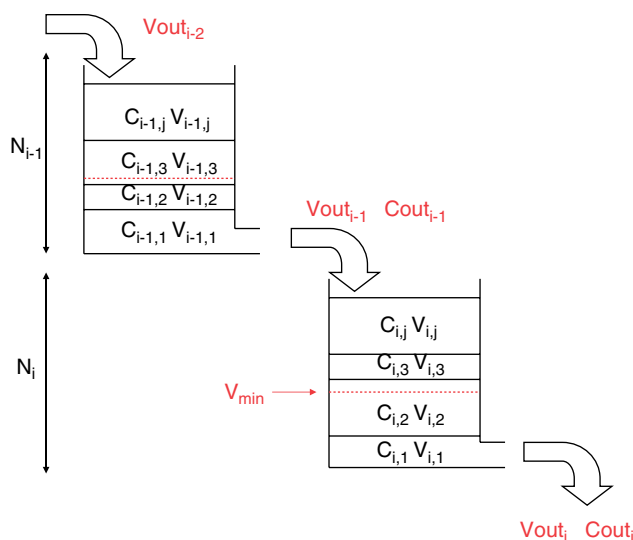 Vout_{i-2}
N_{i-1}
C_{i-1,j} V_{i-1,j}
C_{i-1,3} V_{i-1,3}
C_{i-1,2} V_{i-1,2}
C_{i-1,1} V_{i-1,1}
Vout_{i-1} Cout_{i-1}
N_i
C_{i,j} V_{i,j}
C_{i,3} V_{i,3}
V_{min}
C_{i,2} V_{i,2}
C_{i,1} V_{i,1}
Vout_i Cout_i